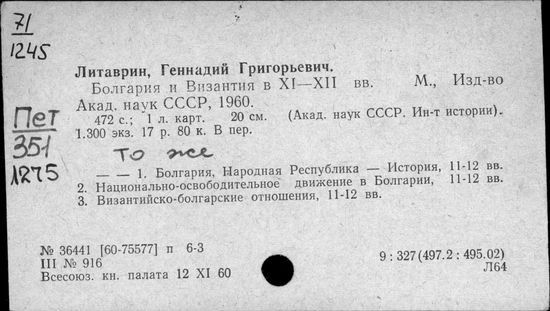 71
1245
Литаврин, Геннадий Григорьевич.
Болгария и Византия в XI—XII вв. М., Изд-во
Акад. наук СССР, 1960.
472 с.; 1 л. карт. 20 см. (Акад. наук СССР. Ин-т истории).
1.300 экз. 17 р. 80 к. В пер.
Пет
351
1275
То же
— — 1. Болгария, Народная Республика — История, 11-12 вв.
2. Национально-освободительное движение в Болгарии, 11-12 вв.
3. Византийско-болгарские отношения, 11-12 вв.
№ 36441 [60-75577] п 6-3
III № 916
Всесоюз. кн. палата 12 XI 60
9 : 327 (497.2 : 495.02)
Л64